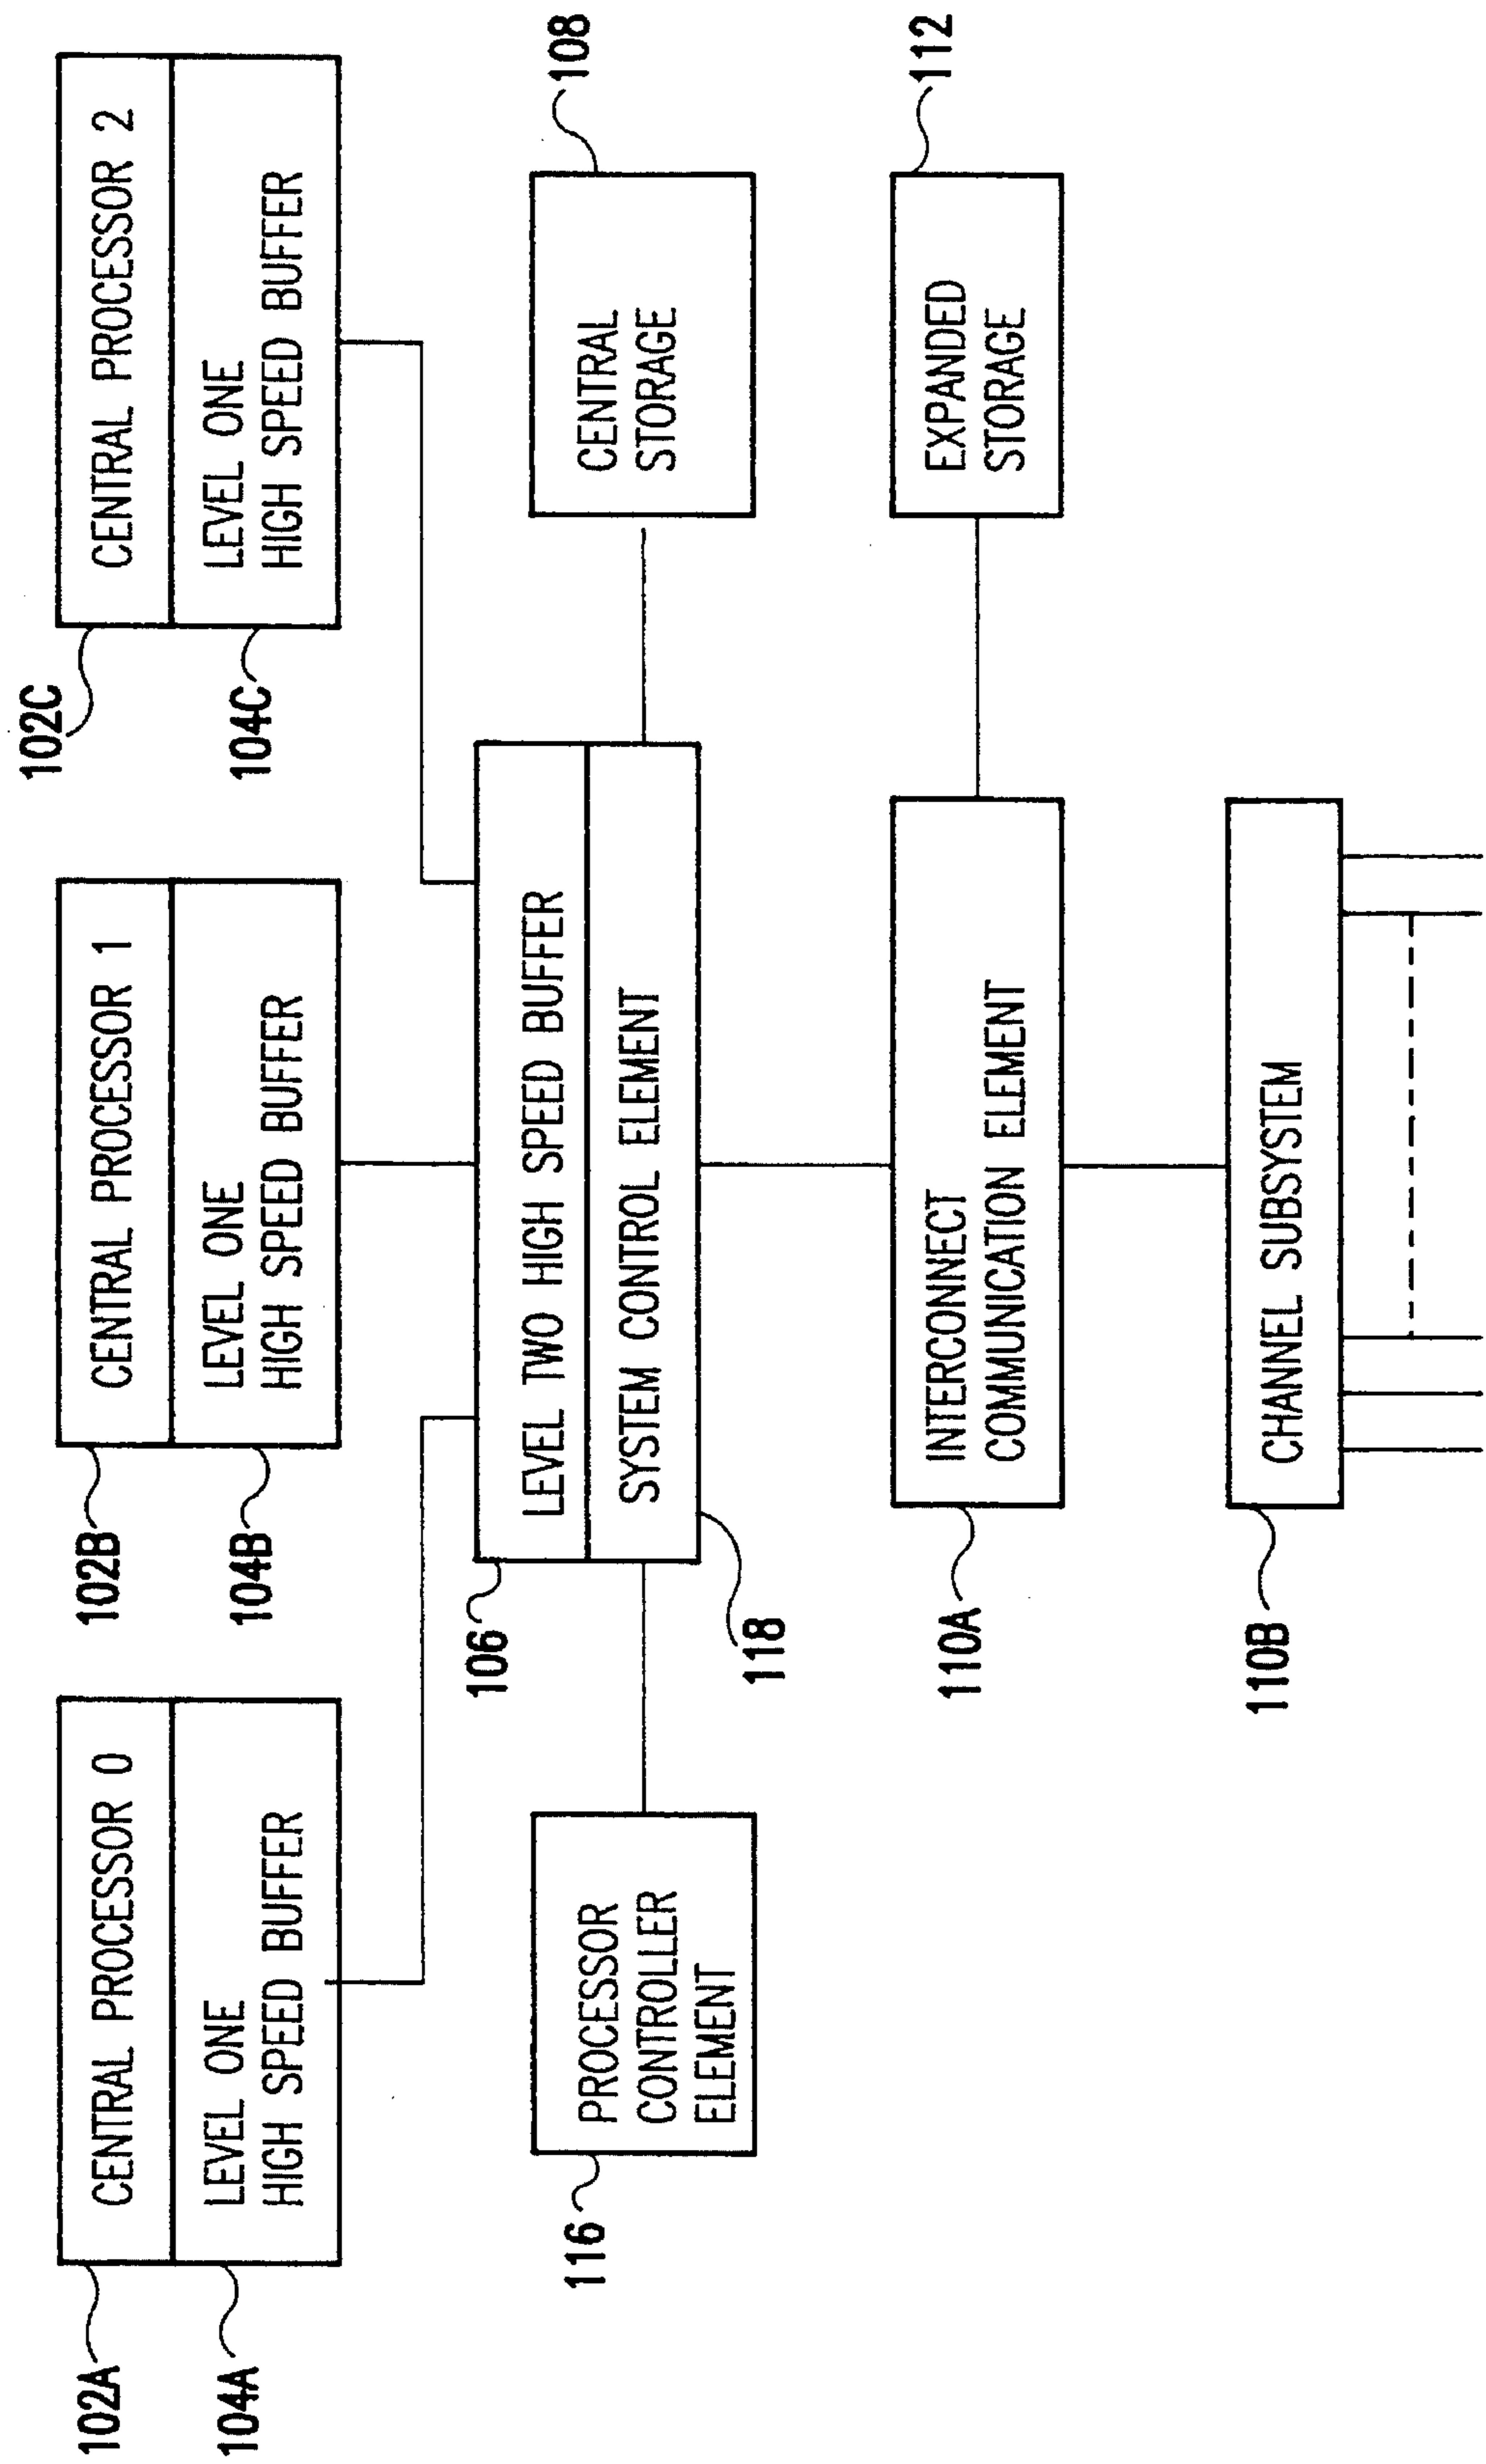 102A
CENTRAL PROCESSOR 0
104A
LEVEL ONE
HIGH SPEED BUFFER
102B
CENTRAL PROCESSOR 1
104B
LEVEL ONE
HIGH SPEED BUFFER
102C
CENTRAL PROCESSOR 2
104C
LEVEL ONE
HIGH SPEED BUFFER
106
LEVEL TWO HIGH SPEED BUFFER
SYSTEM CONTROL ELEMENT
118
116
PROCESSOR
CONTROLLER
ELEMENT
CENTRAL
STORAGE
108
110A
INTERCONNECT
COMMUNICATION ELEMENT
EXPANDED
STORAGE
112
110B
CHANNEL SUBSYSTEM